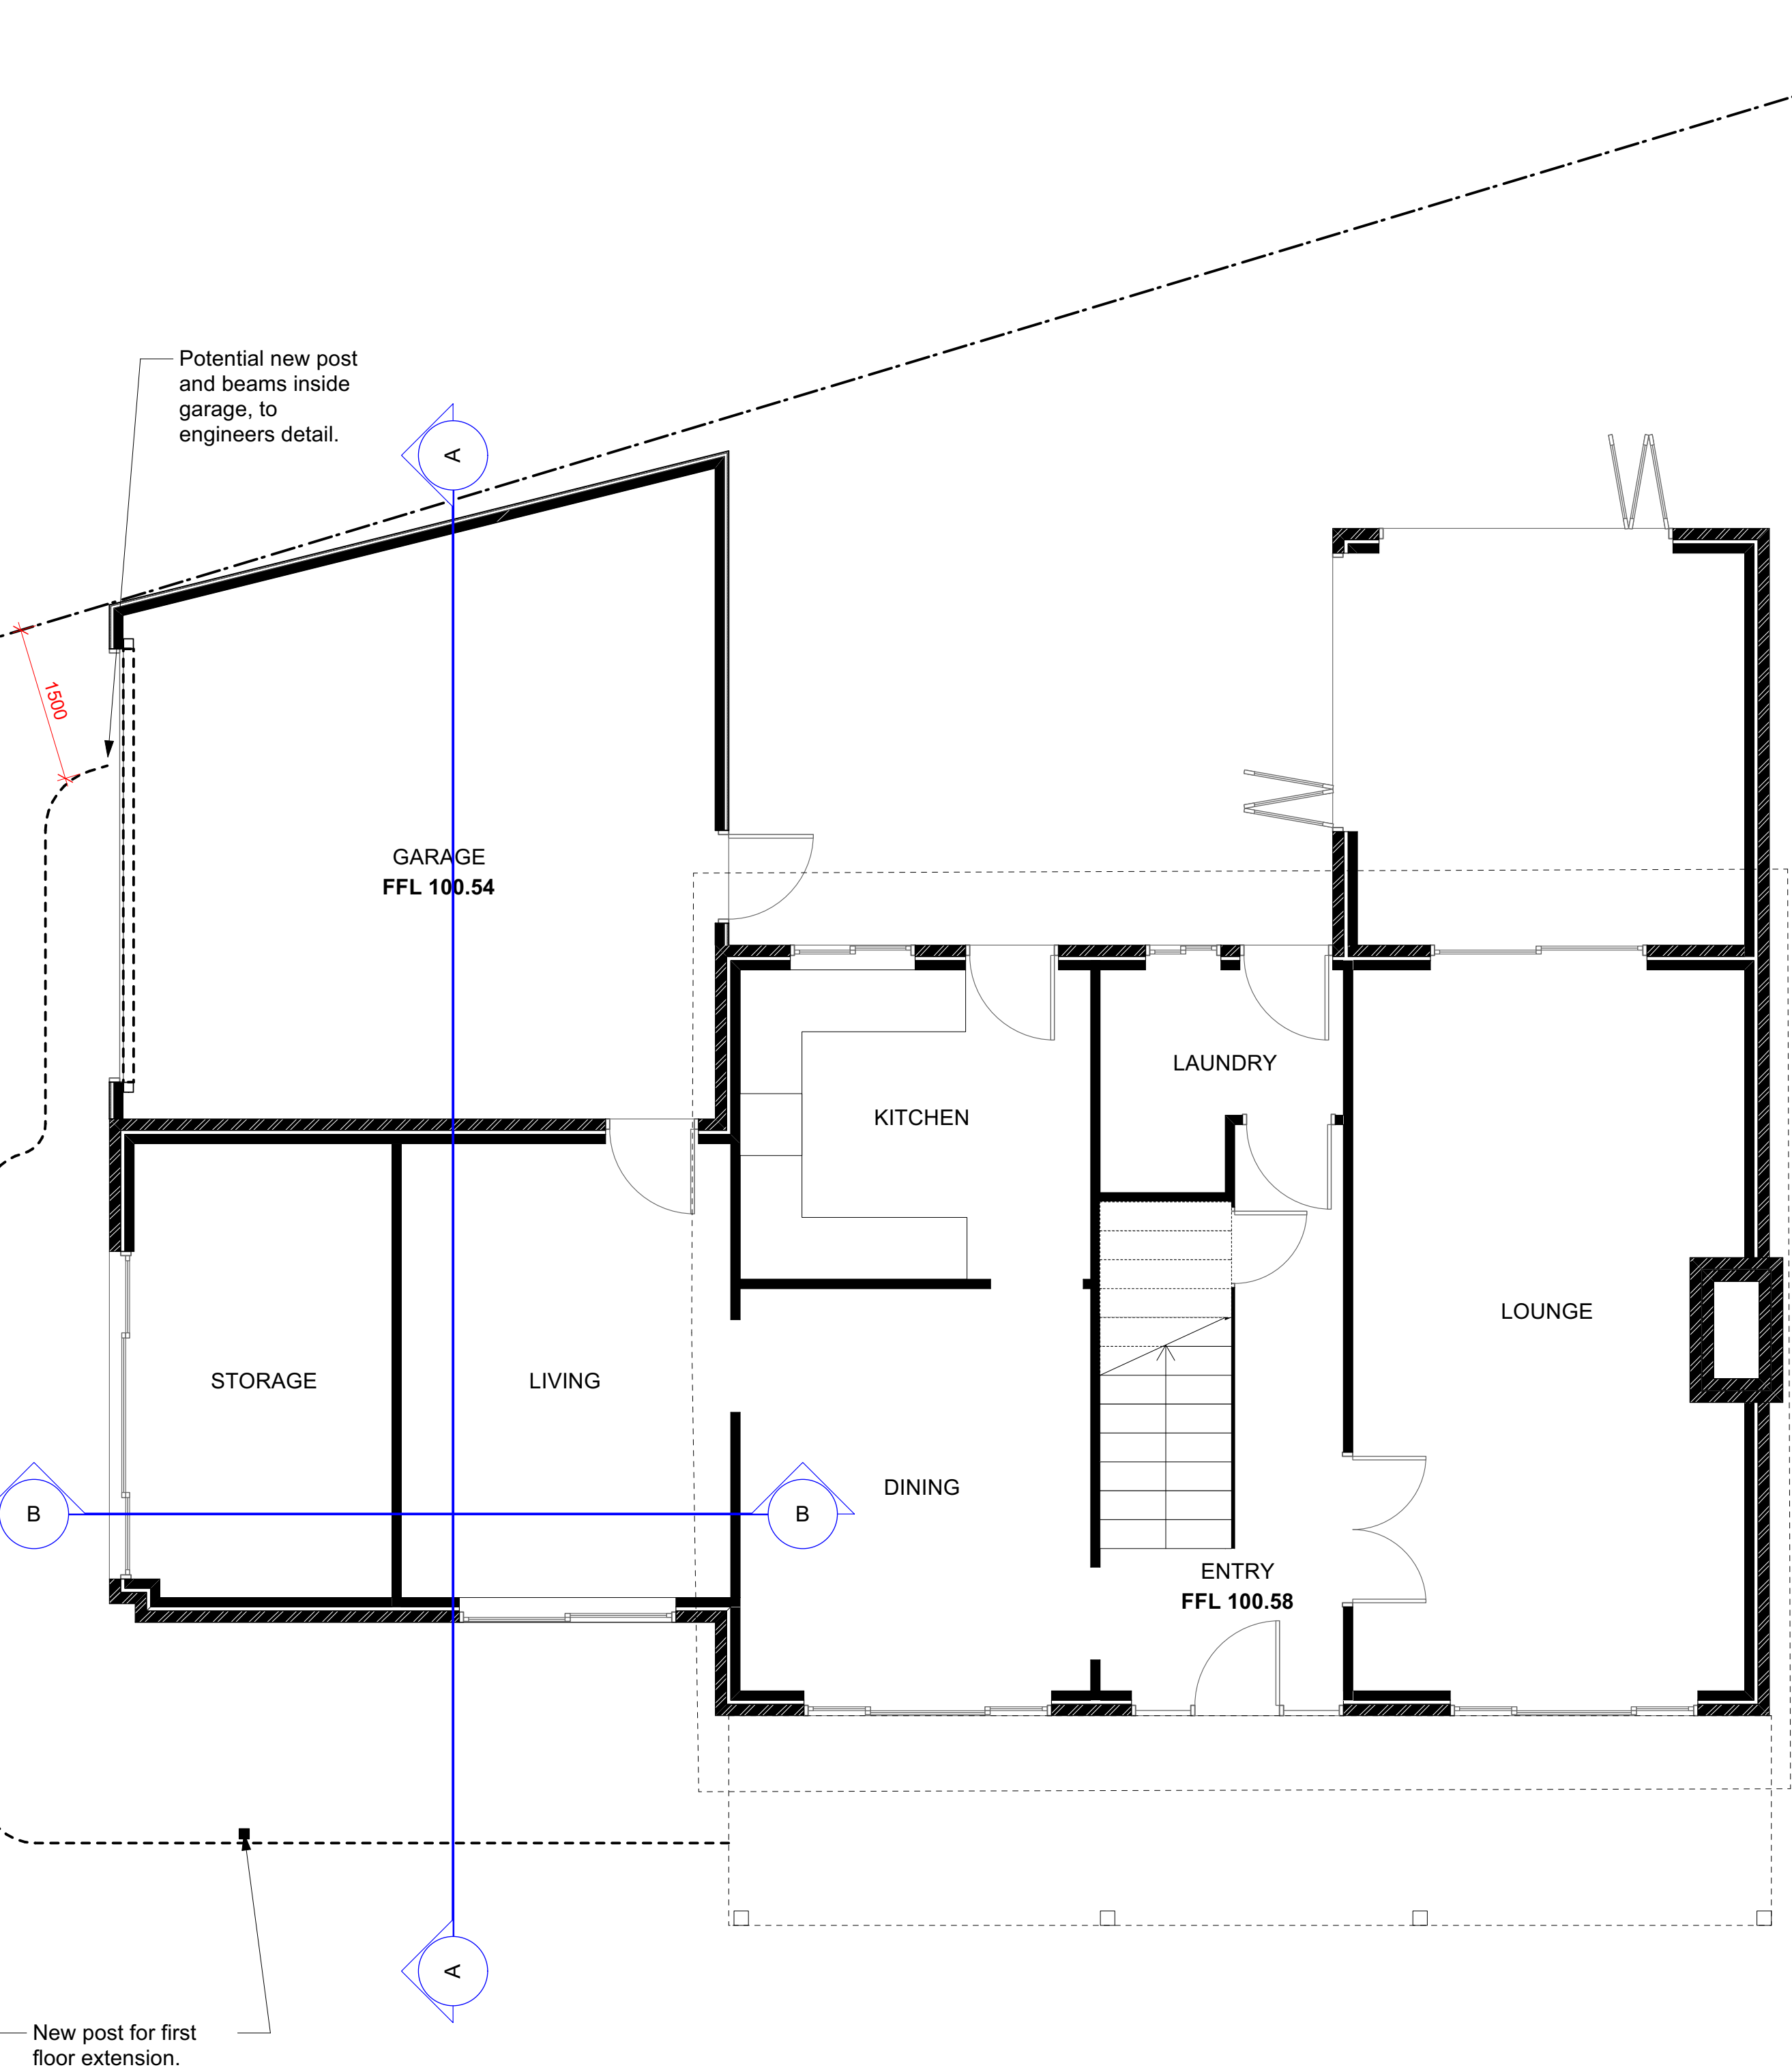 Potential new post
and beams inside
garage, to
engineers detail.
A
1500
GARAGE
FFL 100.54
LAUNDRY
KITCHEN
LOUNGE
STORAGE
LIVING
DINING
B
B
ENTRY
FFL 100.58
A
New post for first
floor extension.